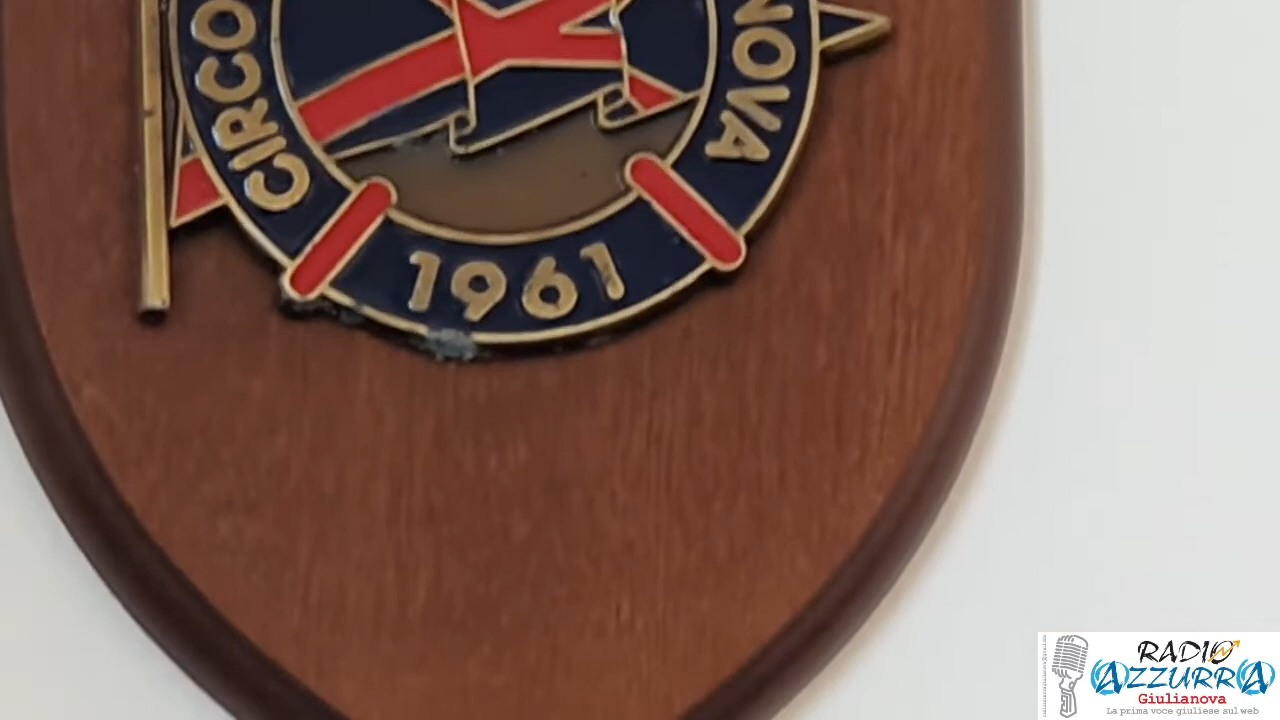 CIRCO
NOVA
1961
RADIO
AZZURRA
Giulianova
La prima voce giuliese sul web